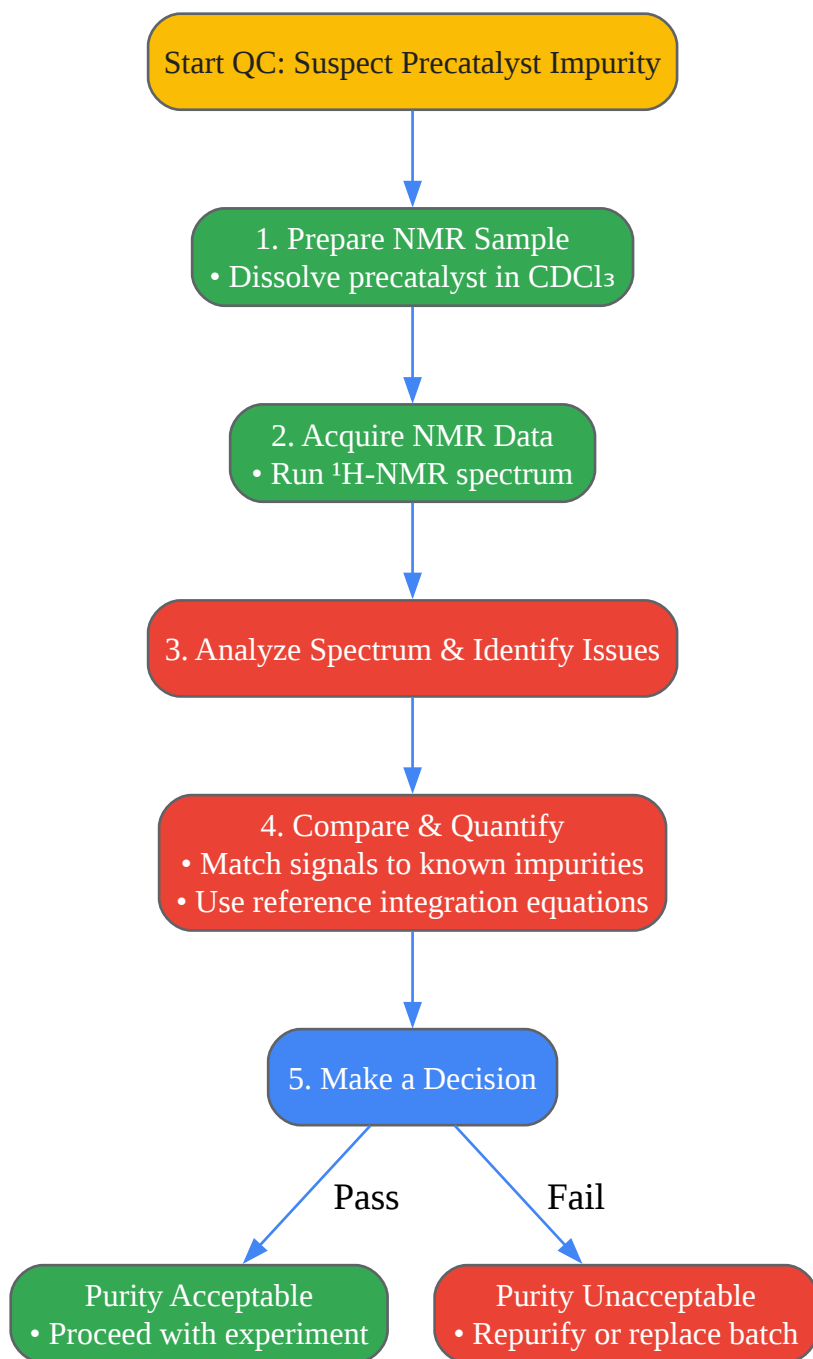 Start QC: Suspect Precatalyst Impurity
1. Prepare NMR Sample
• Dissolve precatalyst in CDCl₃
2. Acquire NMR Data
• Run ¹H-NMR spectrum
3. Analyze Spectrum & Identify Issues
4. Compare & Quantify
• Match signals to known impurities
• Use reference integration equations
5. Make a Decision
Pass
Fail
Purity Acceptable
• Proceed with experiment
Purity Unacceptable
• Repurify or replace batch